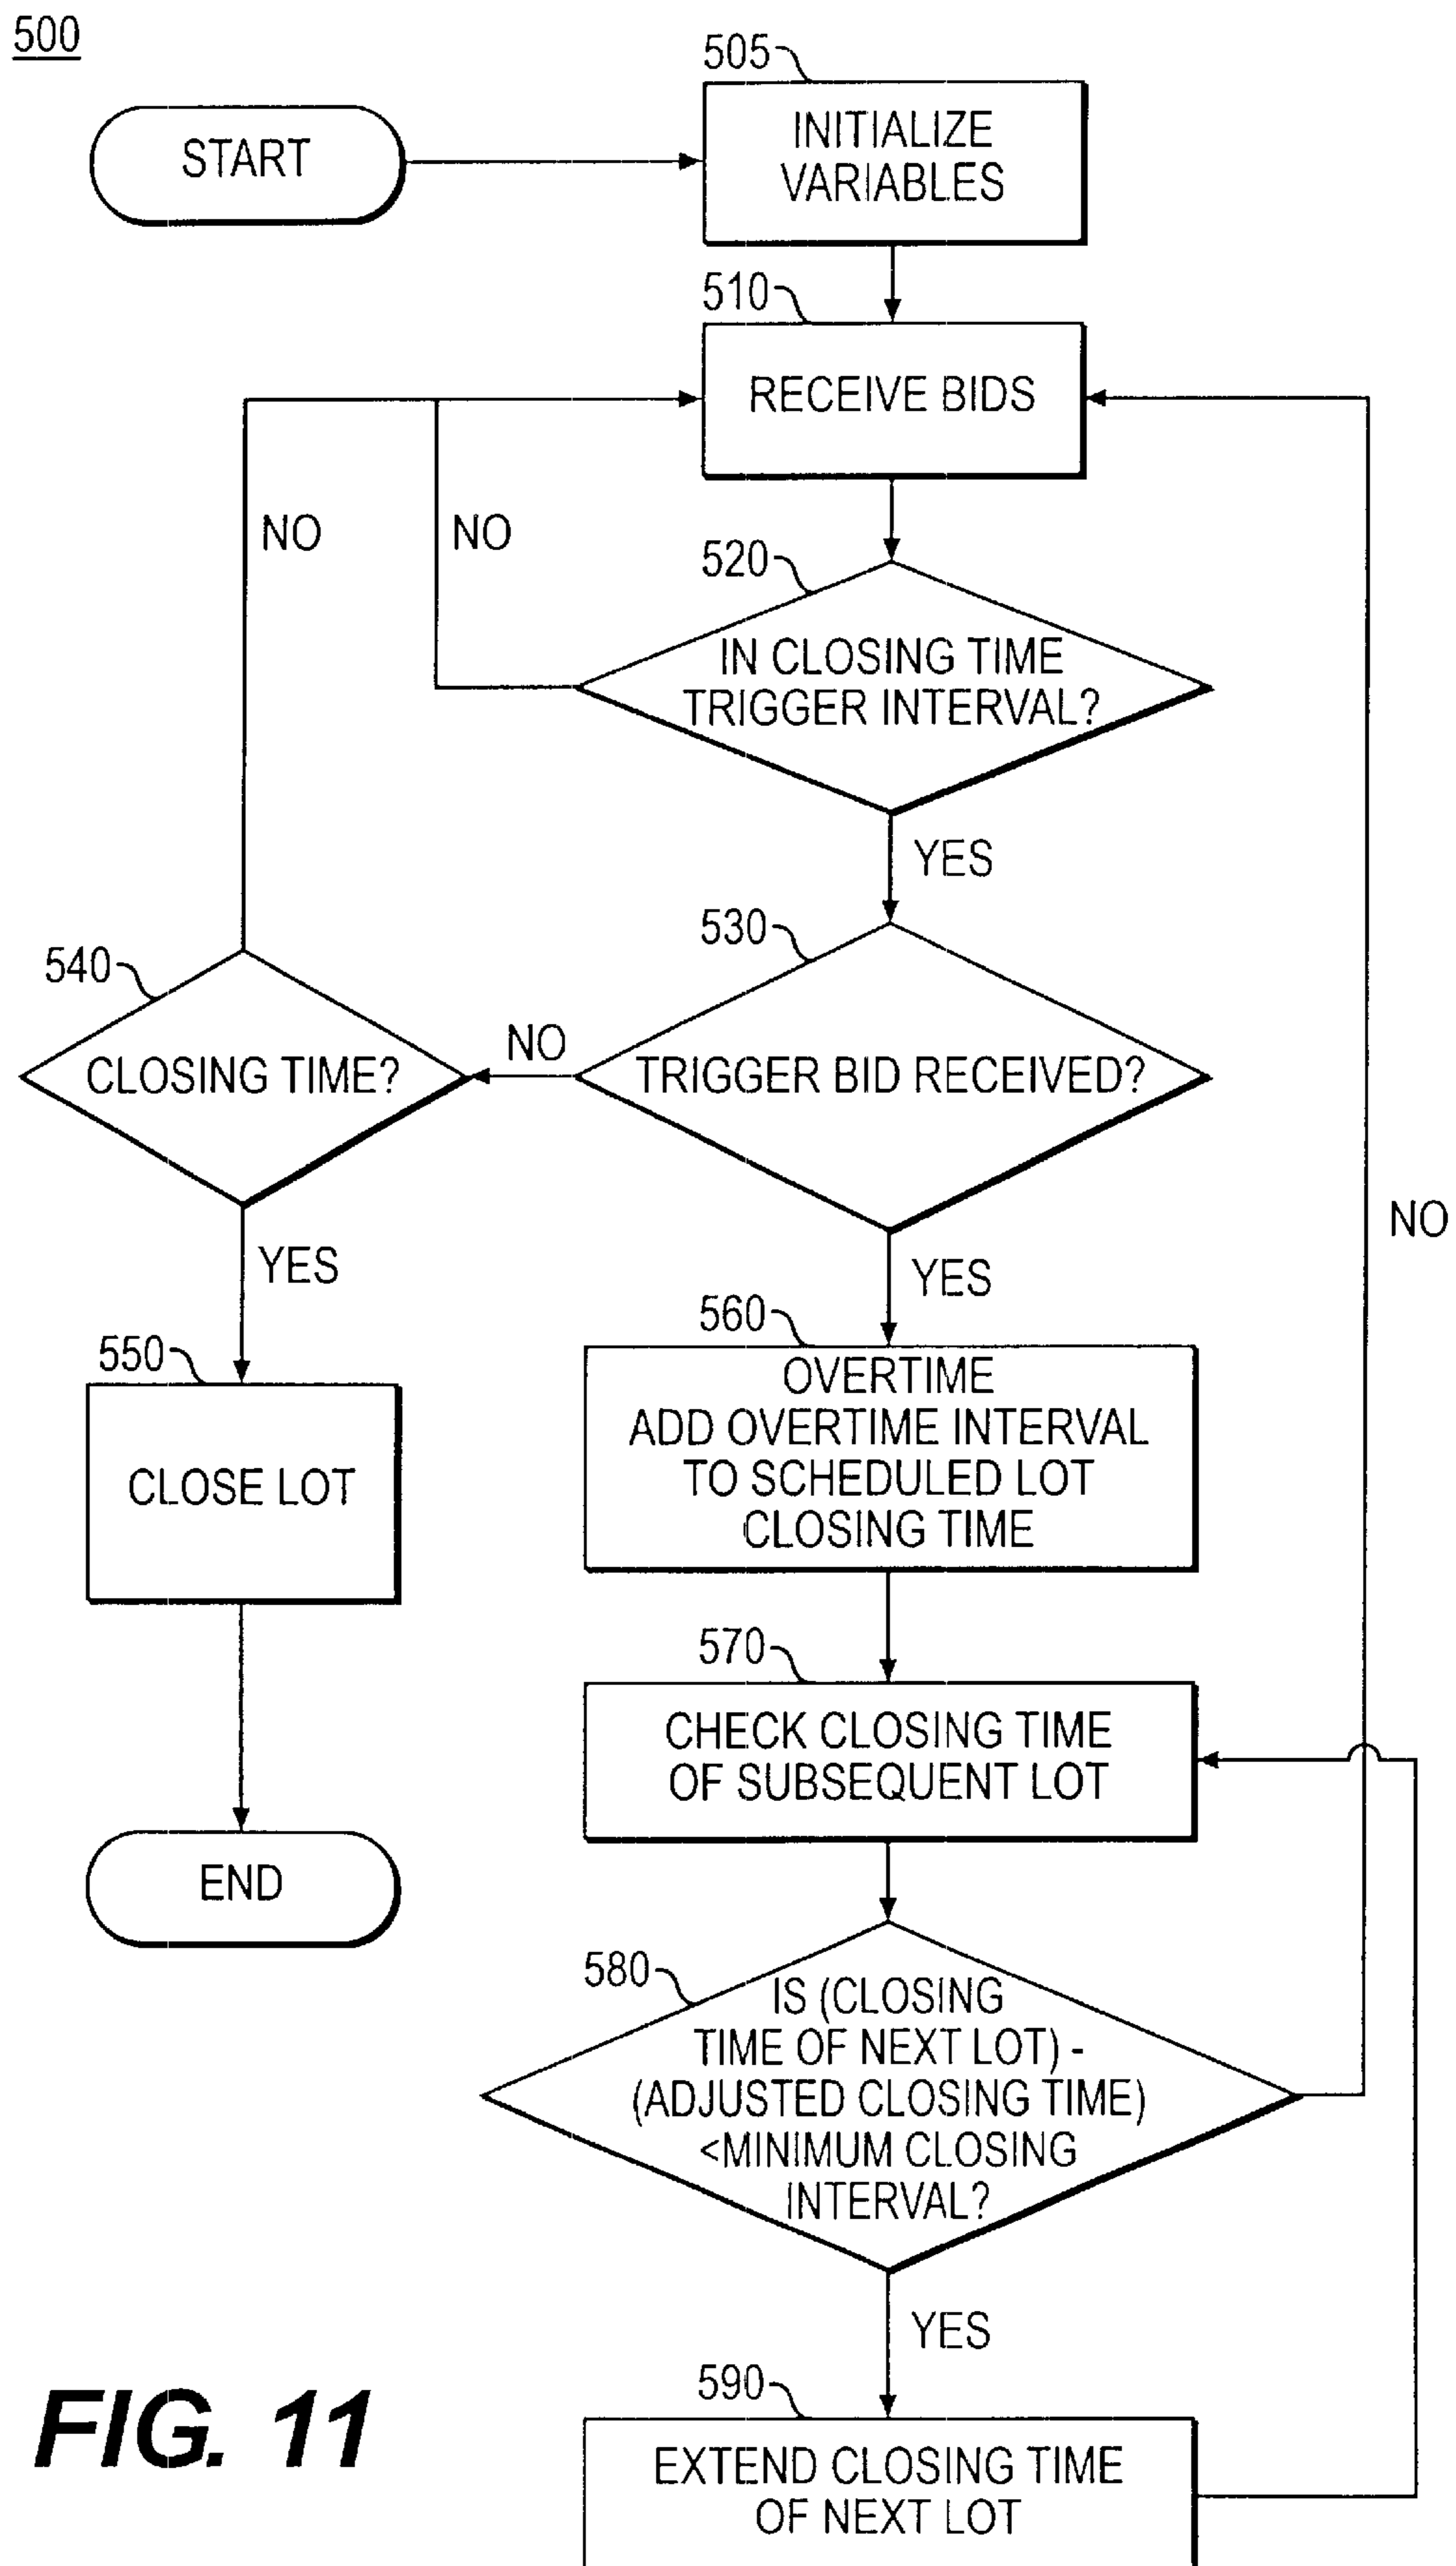 500
505
START
INITIALIZE
VARIABLES
510
RECEIVE BIDS
NO
NO
520
IN CLOSING TIME
TRIGGER INTERVAL?
YES
530
540
NO
CLOSING TIME?
TRIGGER BID RECEIVED?
NO
YES
YES
560
550
OVERTIME
ADD OVERTIME INTERVAL
TO SCHEDULED LOT
CLOSING TIME
CLOSE LOT
570
CHECK CLOSING TIME
OF SUBSEQUENT LOT
END
580
IS (CLOSING
TIME OF NEXT LOT) -
(ADJUSTED CLOSING TIME)
<MINIMUM CLOSING
INTERVAL?
YES
590
EXTEND CLOSING TIME
OF NEXT LOT
FIG. 11